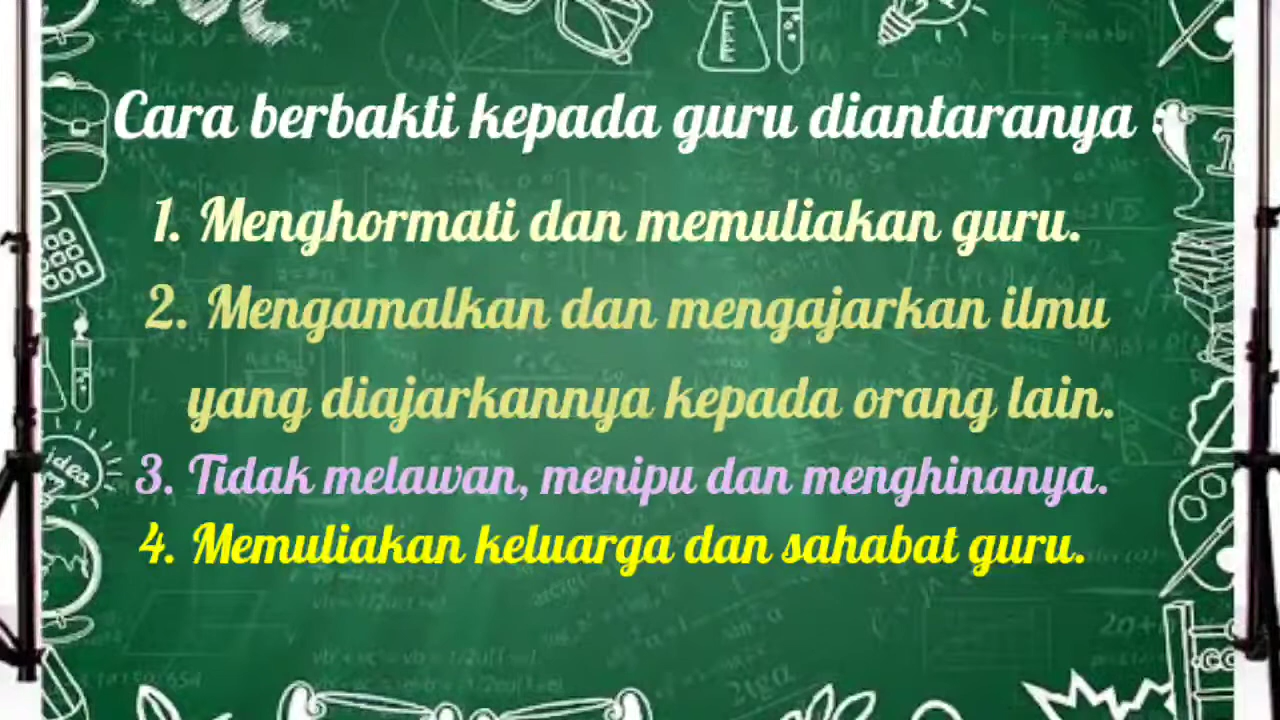 Cara berbakti kepada guru diantaranya :
1. Menghormati dan memuliakan guru.
2. Mengamalkan dan mengajarkan ilmu
yang diajarkannya kepada orang lain.
3. Tidak melawan, menipu dan menghinanya.
4. Memuliakan keluarga dan sahabat guru.
idea